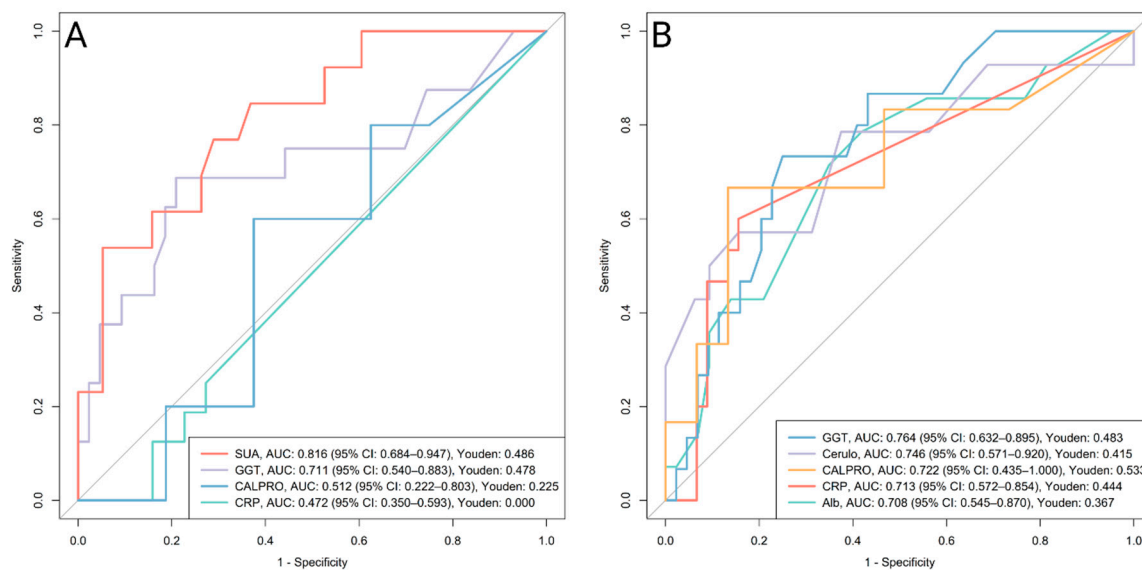 A
Sensitivity
1.0
0.8
0.6
0.4
0.2
0.0
SUA, AUC: 0.816 (95% CI: 0.684–0.947), Youden: 0.486
GGT, AUC: 0.711 (95% CI: 0.540–0.883), Youden: 0.478
CALPRO, AUC: 0.512 (95% CI: 0.222–0.803), Youden: 0.225
CRP, AUC: 0.472 (95% CI: 0.350–0.593), Youden: 0.000
0.0 0.2 0.4 0.6 0.8 1.0
1 - Specificity
B
Sensitivity
1.0
0.8
0.6
0.4
0.2
0.0
GGT, AUC: 0.764 (95% CI: 0.632–0.895), Youden: 0.483
Cerulo, AUC: 0.746 (95% CI: 0.571–0.920), Youden: 0.415
CALPRO, AUC: 0.722 (95% CI: 0.435–1.000), Youden: 0.533
CRP, AUC: 0.713 (95% CI: 0.572–0.854), Youden: 0.444
Alb, AUC: 0.708 (95% CI: 0.545–0.870), Youden: 0.367
0.0 0.2 0.4 0.6 0.8 1.0
1 - Specificity